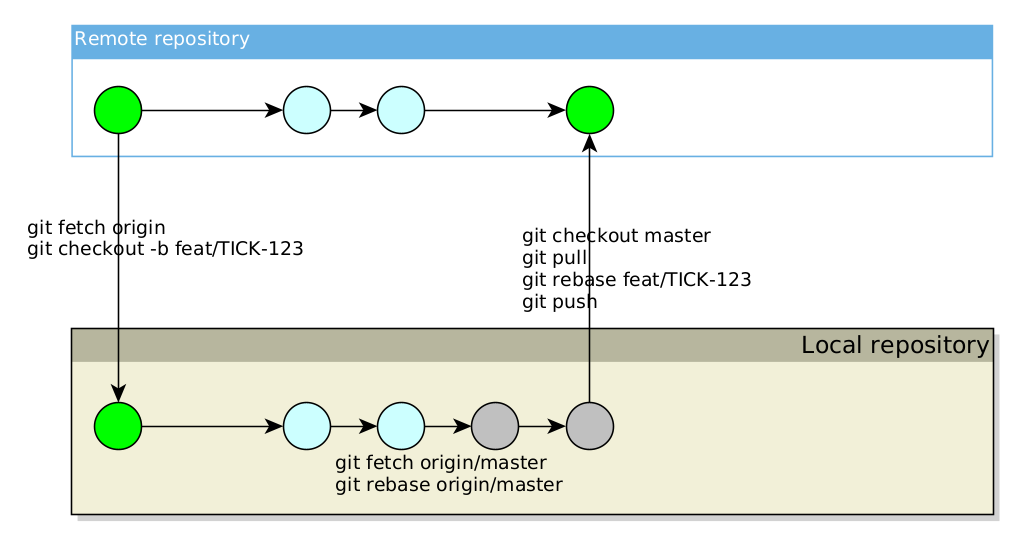 Remote repository
git fetch origin
git checkout -b feat/TICK-123
git checkout master
git pull
git rebase feat/TICK-123
git push
Local repository
git fetch origin/master
git rebase origin/master